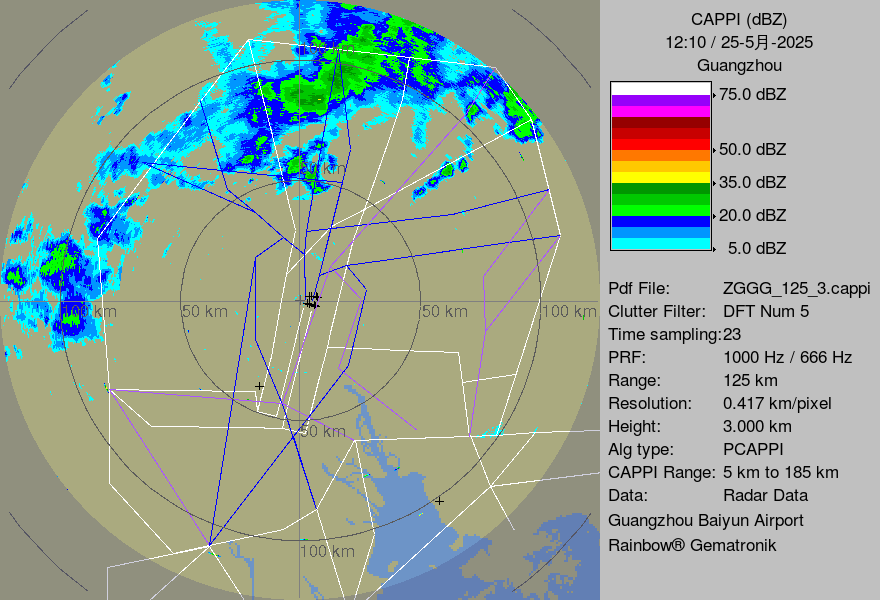 CAPPI (dBZ)
12:10 / 25-5月-2025
Guangzhou
75.0 dBZ
50.0 dBZ
35.0 dBZ
20.0 dBZ
5.0 dBZ
Pdf File: ZGGG_125_3.cappi
Clutter Filter: DFT Num 5
Time sampling:23
PRF: 1000 Hz / 666 Hz
Range: 125 km
Resolution: 0.417 km/pixel
Height: 3.000 km
Alg type: PCAPPI
CAPPI Range: 5 km to 185 km
Data: Radar Data
Guangzhou Baiyun Airport
Rainbow® Gematronik
km
km
50 km
50 km
100 km
50 km
100 km